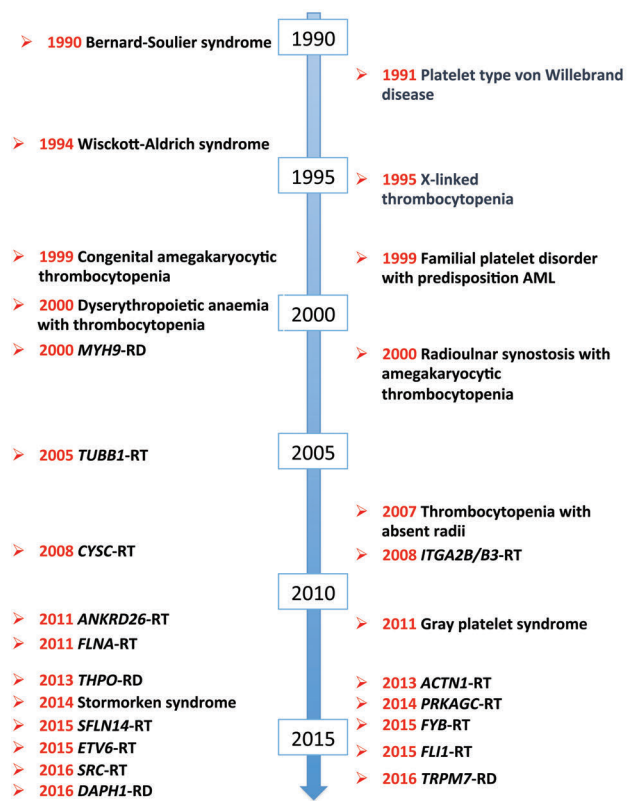 1990
➢ 1990 Bernard-Soulier syndrome
➢ 1991 Platelet type von Willebrand
disease
➢ 1994 Wisckott-Aldrich syndrome
1995
➢ 1995 X-linked
thrombocytopenia
➢ 1999 Congenital amegakaryocytic
thrombocytopenia
➢ 1999 Familial platelet disorder
with predisposition AML
➢ 2000 Dyserythropoietic anaemia
with thrombocytopenia
2000
➢ 2000 MYH9-RD
➢ 2000 Radioulnar synostosis with
amegakaryocytic
thrombocytopenia
2005
➢ 2005 TUBB1-RT
➢ 2007 Thrombocytopenia with
absent radii
➢ 2008 CYSC-RT
➢ 2008 ITGA2B/B3-RT
2010
➢ 2011 ANKRD26-RT
➢ 2011 Gray platelet syndrome
➢ 2011 FLNA-RT
➢ 2013 THPO-RD
➢ 2013 ACTN1-RT
➢ 2014 Stormorken syndrome
➢ 2014 PRKAGC-RT
➢ 2015 SFLN14-RT
➢ 2015 FYB-RT
2015
➢ 2015 ETV6-RT
➢ 2015 FLI1-RT
➢ 2016 SRC-RT
➢ 2016 TRPM7-RD
➢ 2016 DAPH1-RD